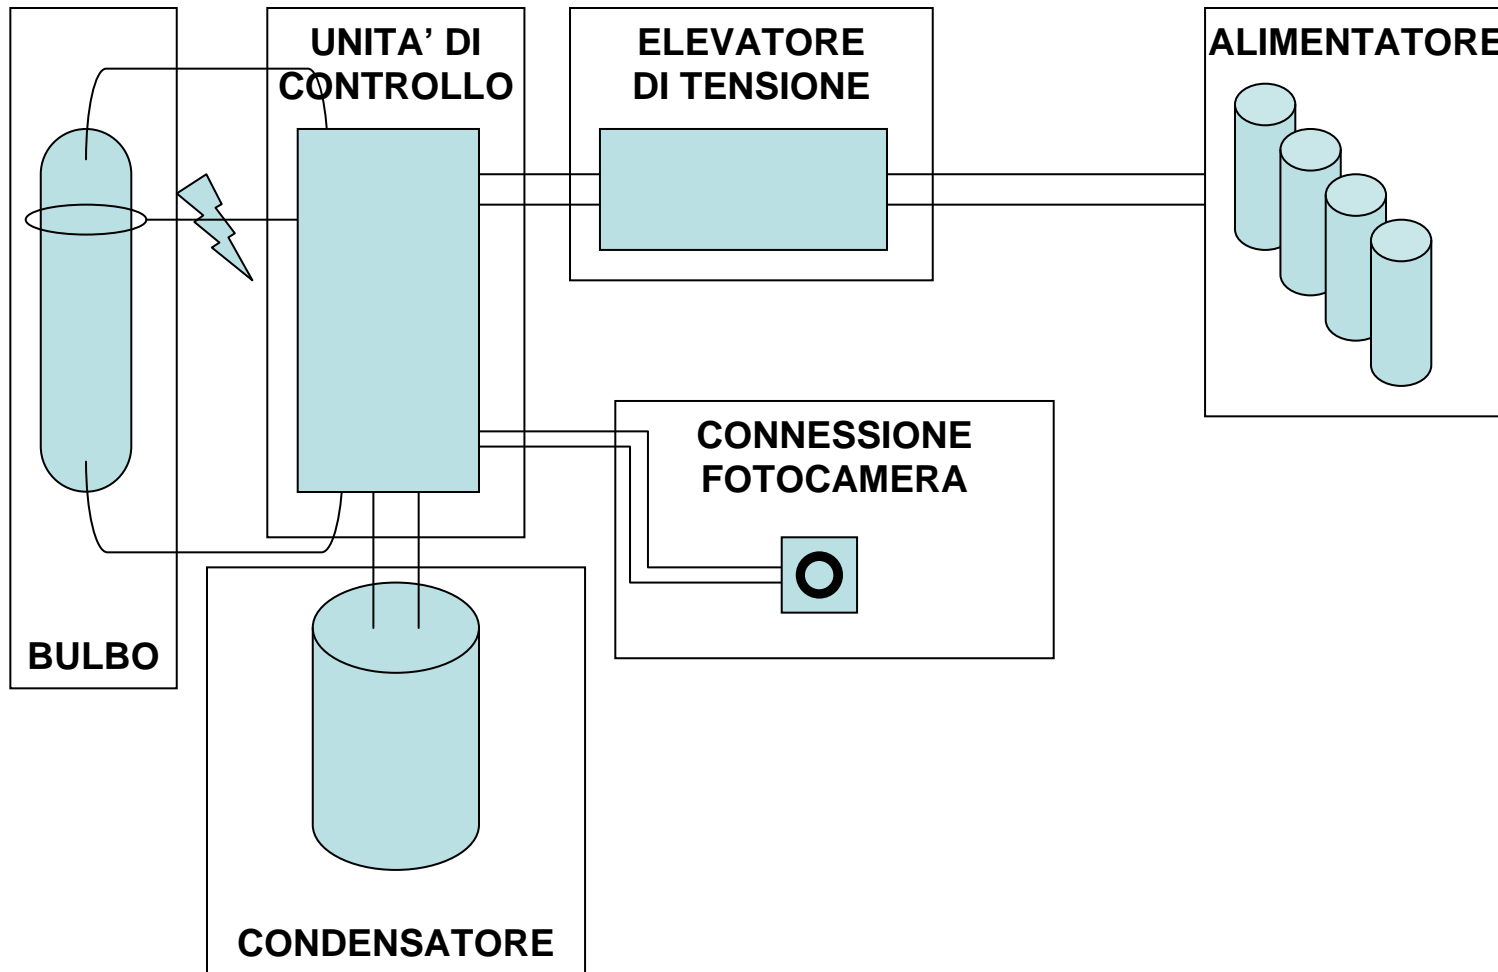 UNITA’ DI
CONTROLLO
ELEVATORE
DI TENSIONE
ALIMENTATORE
CONNESSIONE
FOTOCAMERA
BULBO
CONDENSATORE